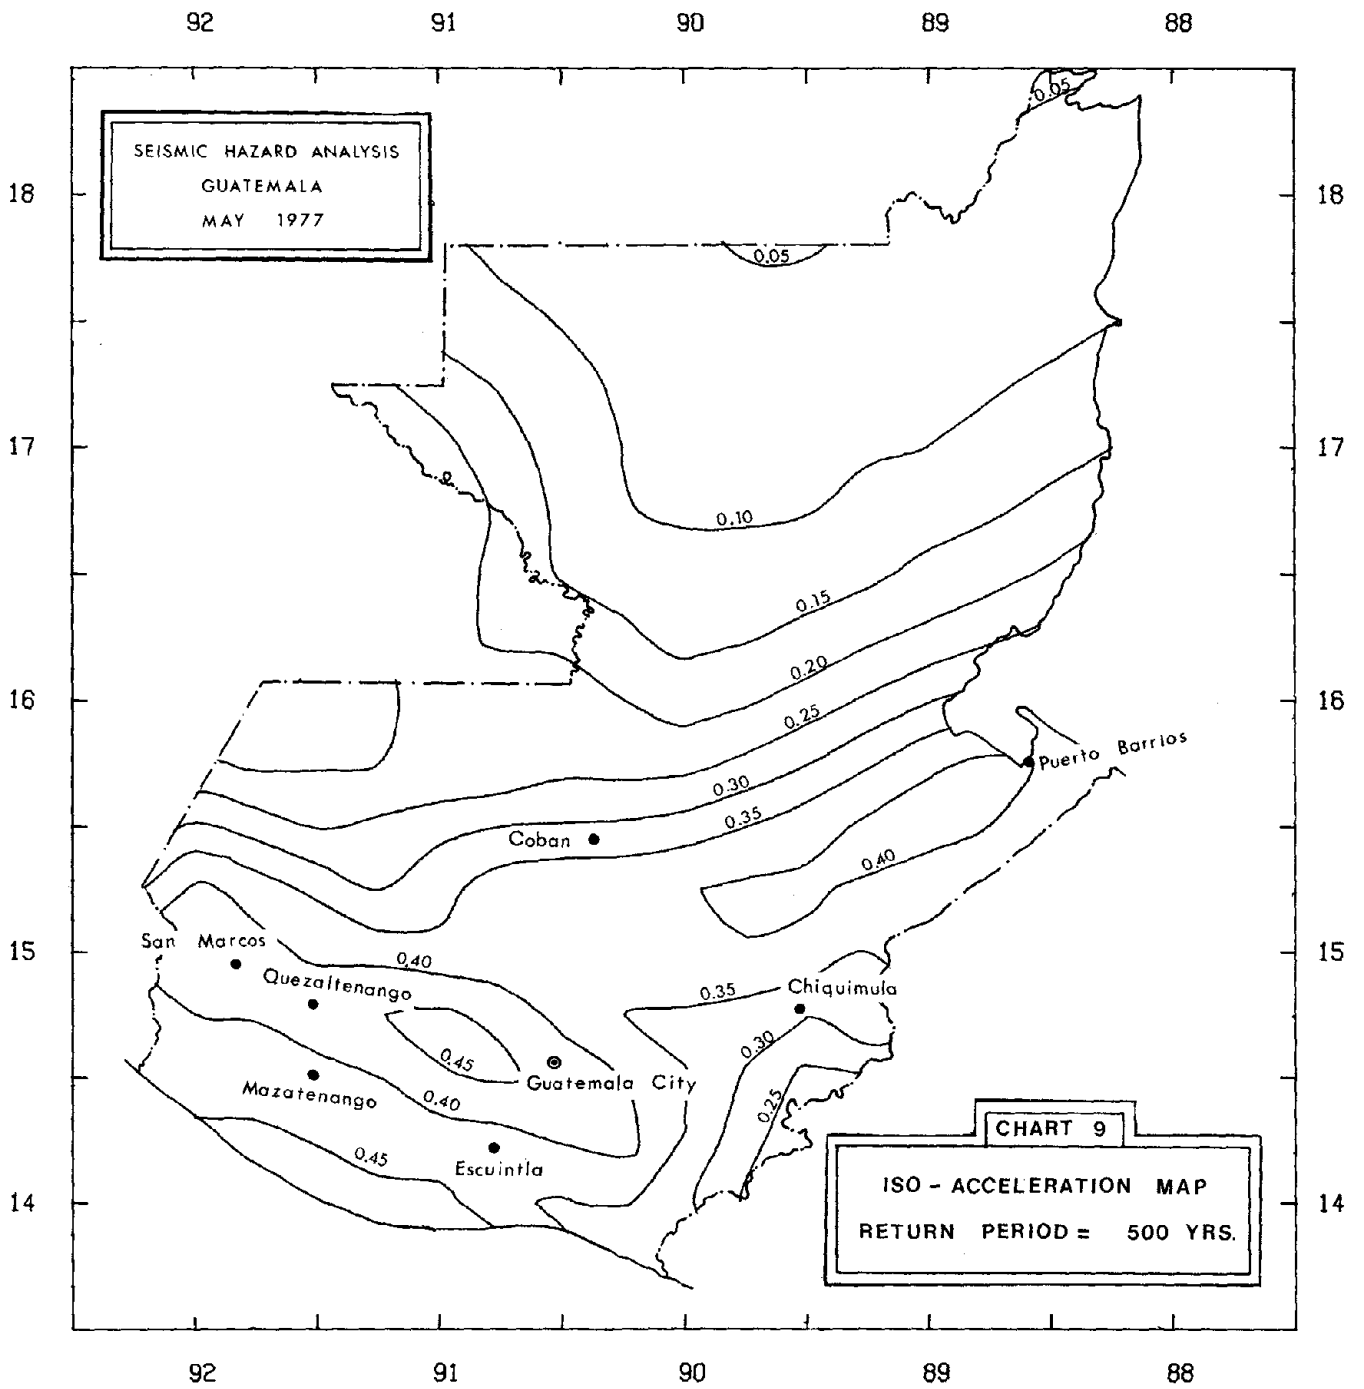 92 91 90 89 88
0.05
SEISMIC HAZARD ANALYSIS
GUATEMALA
MAY 1977
18 18
0.05
17 17
0.10
0.15
0.20
16 16
0.25
Puerto Barrios
0.30
0.35
Coban
0.40
San Marcos
15 15
0.40
Quezaltenango
0.35
Chiquimula
0.30
0.45
Guatemala City
Mazatenango
0.40
0.25
CHART 9
0.45
Escuintla
ISO - ACCELERATION MAP
14 14
RETURN PERIOD = 500 YRS.
92 91 90 89 88